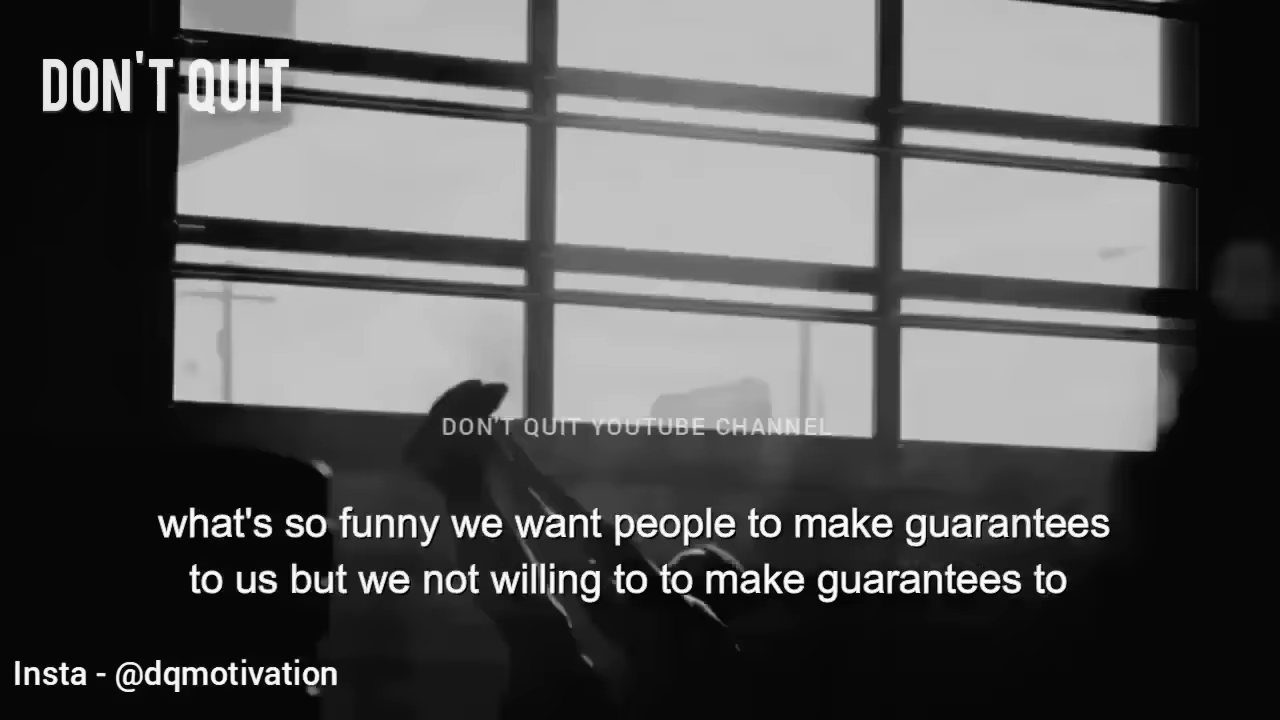 DON'T QUIT
DON'T QUIT YOUTUBE CHANNEL
what's so funny we want people to make guarantees
to us but we not willing to to make guarantees to
Insta - @dqmotivation